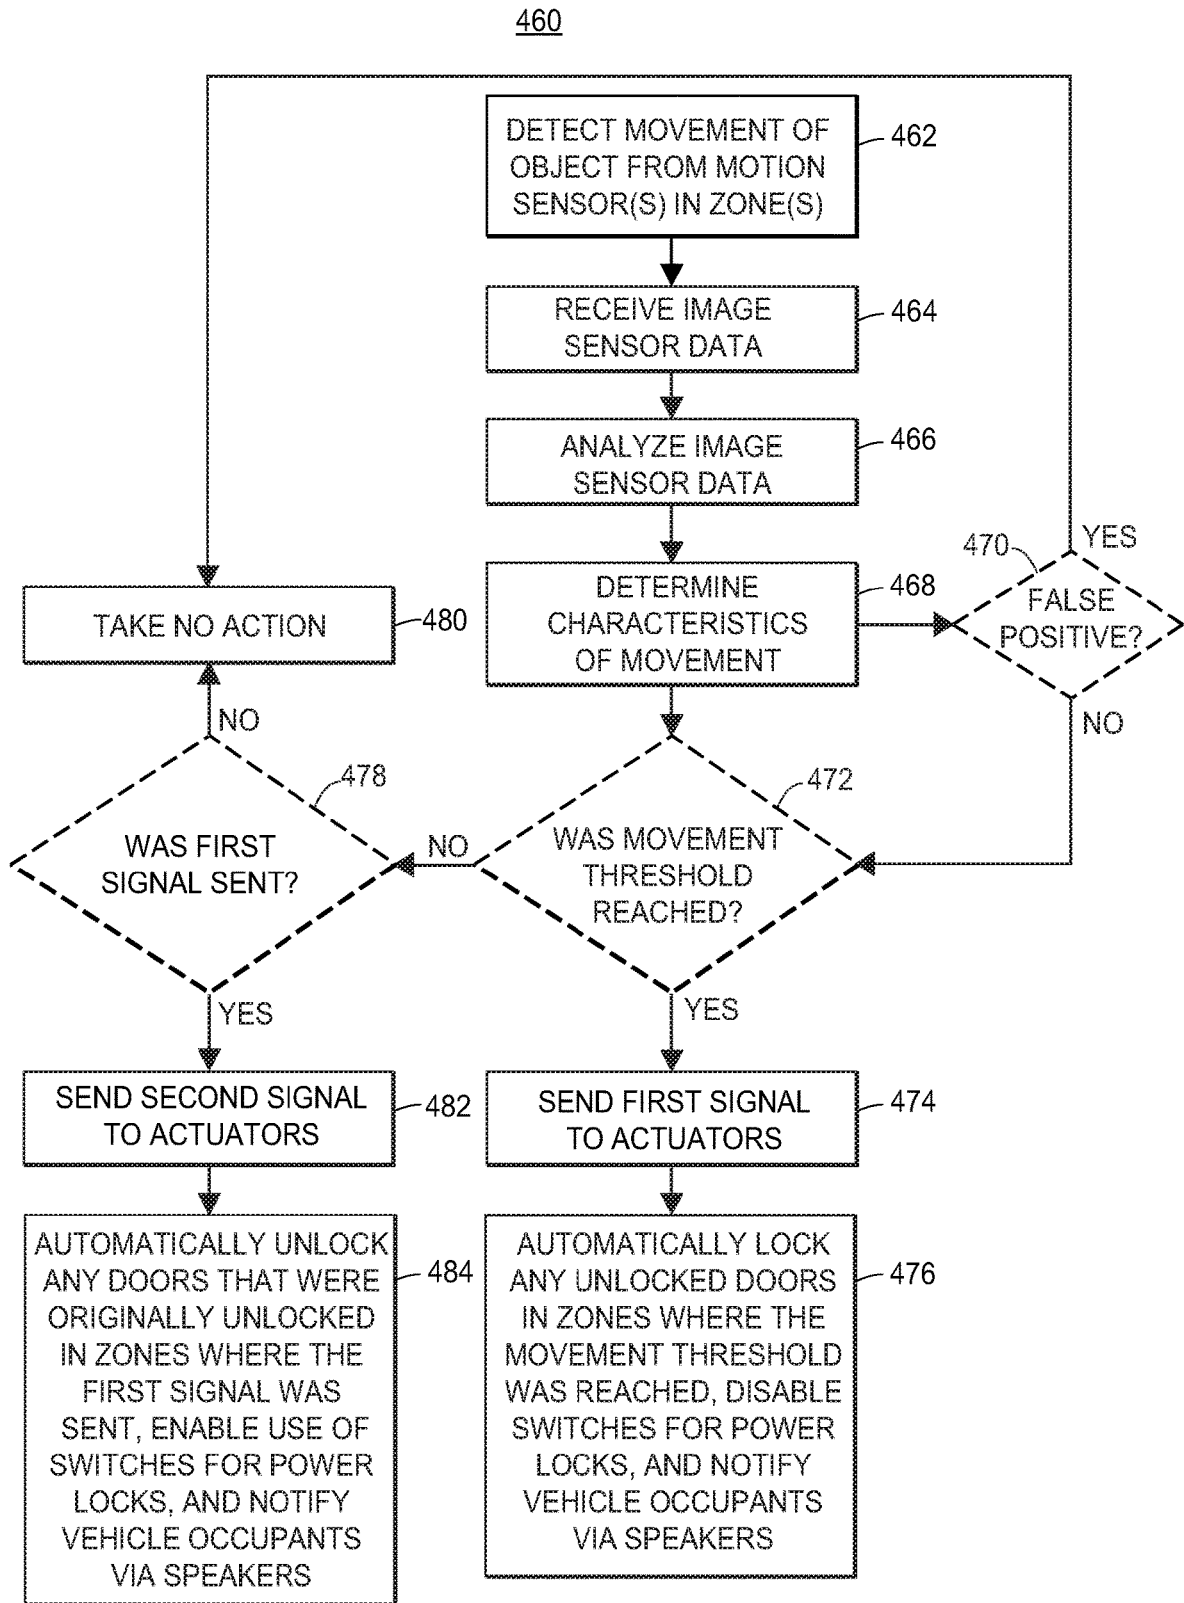 460
DETECT MOVEMENT OF
OBJECT FROM MOTION
SENSOR(S) IN ZONE(S)
462
RECEIVE IMAGE
SENSOR DATA
464
ANALYZE IMAGE
SENSOR DATA
466
DETERMINE
CHARACTERISTICS
OF MOVEMENT
468
470
YES
FALSE
POSITIVE?
NO
TAKE NO ACTION
480
NO
478
WAS FIRST
SIGNAL SENT?
NO
472
WAS MOVEMENT
THRESHOLD
REACHED?
YES
YES
SEND SECOND SIGNAL
TO ACTUATORS
482
SEND FIRST SIGNAL
TO ACTUATORS
474
AUTOMATICALLY UNLOCK
ANY DOORS THAT WERE
ORIGINALLY UNLOCKED
IN ZONES WHERE THE
FIRST SIGNAL WAS
SENT, ENABLE USE OF
SWITCHES FOR POWER
LOCKS, AND NOTIFY
VEHICLE OCCUPANTS
VIA SPEAKERS
484
AUTOMATICALLY LOCK
ANY UNLOCKED DOORS
IN ZONES WHERE THE
MOVEMENT THRESHOLD
WAS REACHED, DISABLE
SWITCHES FOR POWER
LOCKS, AND NOTIFY
VEHICLE OCCUPANTS
VIA SPEAKERS
476